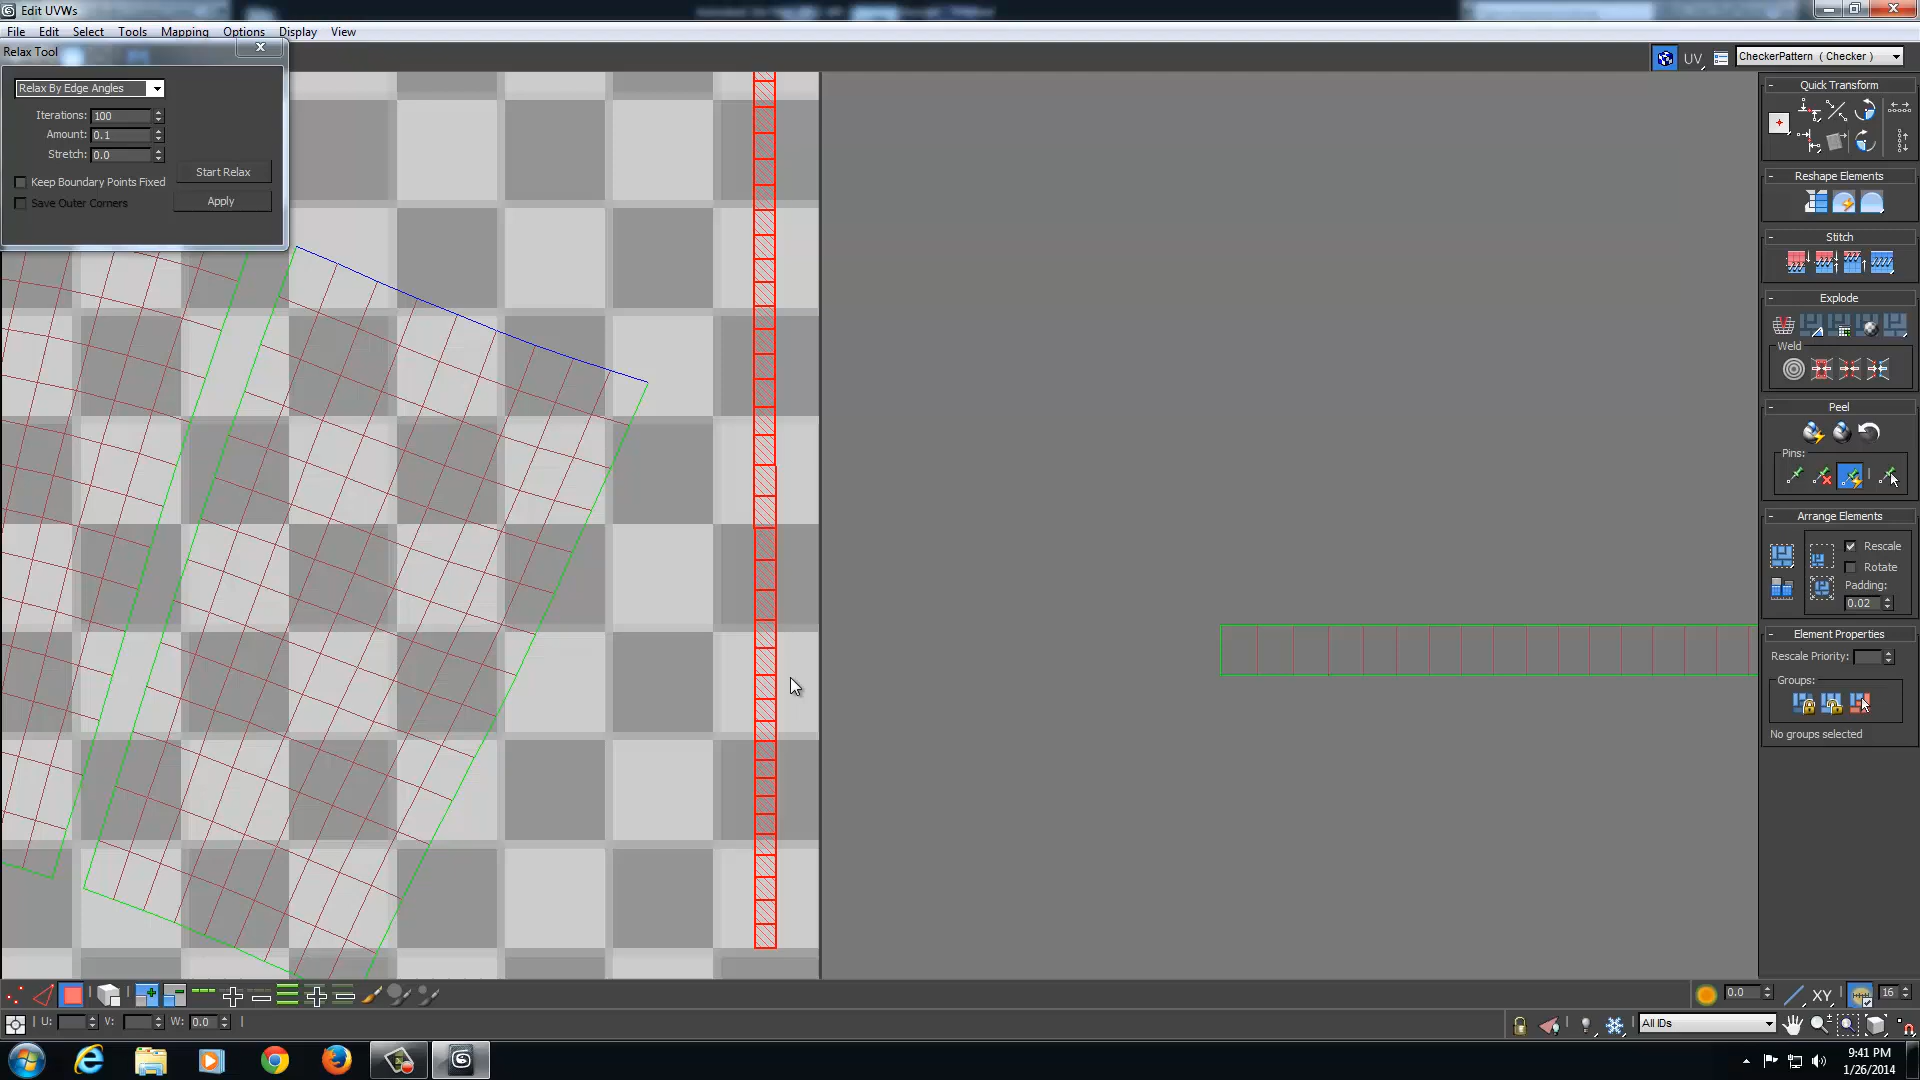 Edit UVWs
File Edit Select Tools Mapping Options Display View
Relax Tool
UV
CheckerPattern ( Checker )
Relax By Edge Angles
Iterations: 100
Amount: 0.1
Stretch: 0.0
Start Relax
Keep Boundary Points Fixed
Apply
Save Outer Corners
Quick Transform
Reshape Elements
Stitch
Explode
Weld
Peel
Pins:
Arrange Elements
Rescale
Rotate
Padding:
0.02
Element Properties
Rescale Priority:
Groups:
No groups selected
0.0
XY
16
U:
V:
W: 0.0
All IDs
9:41 PM
1/26/2014